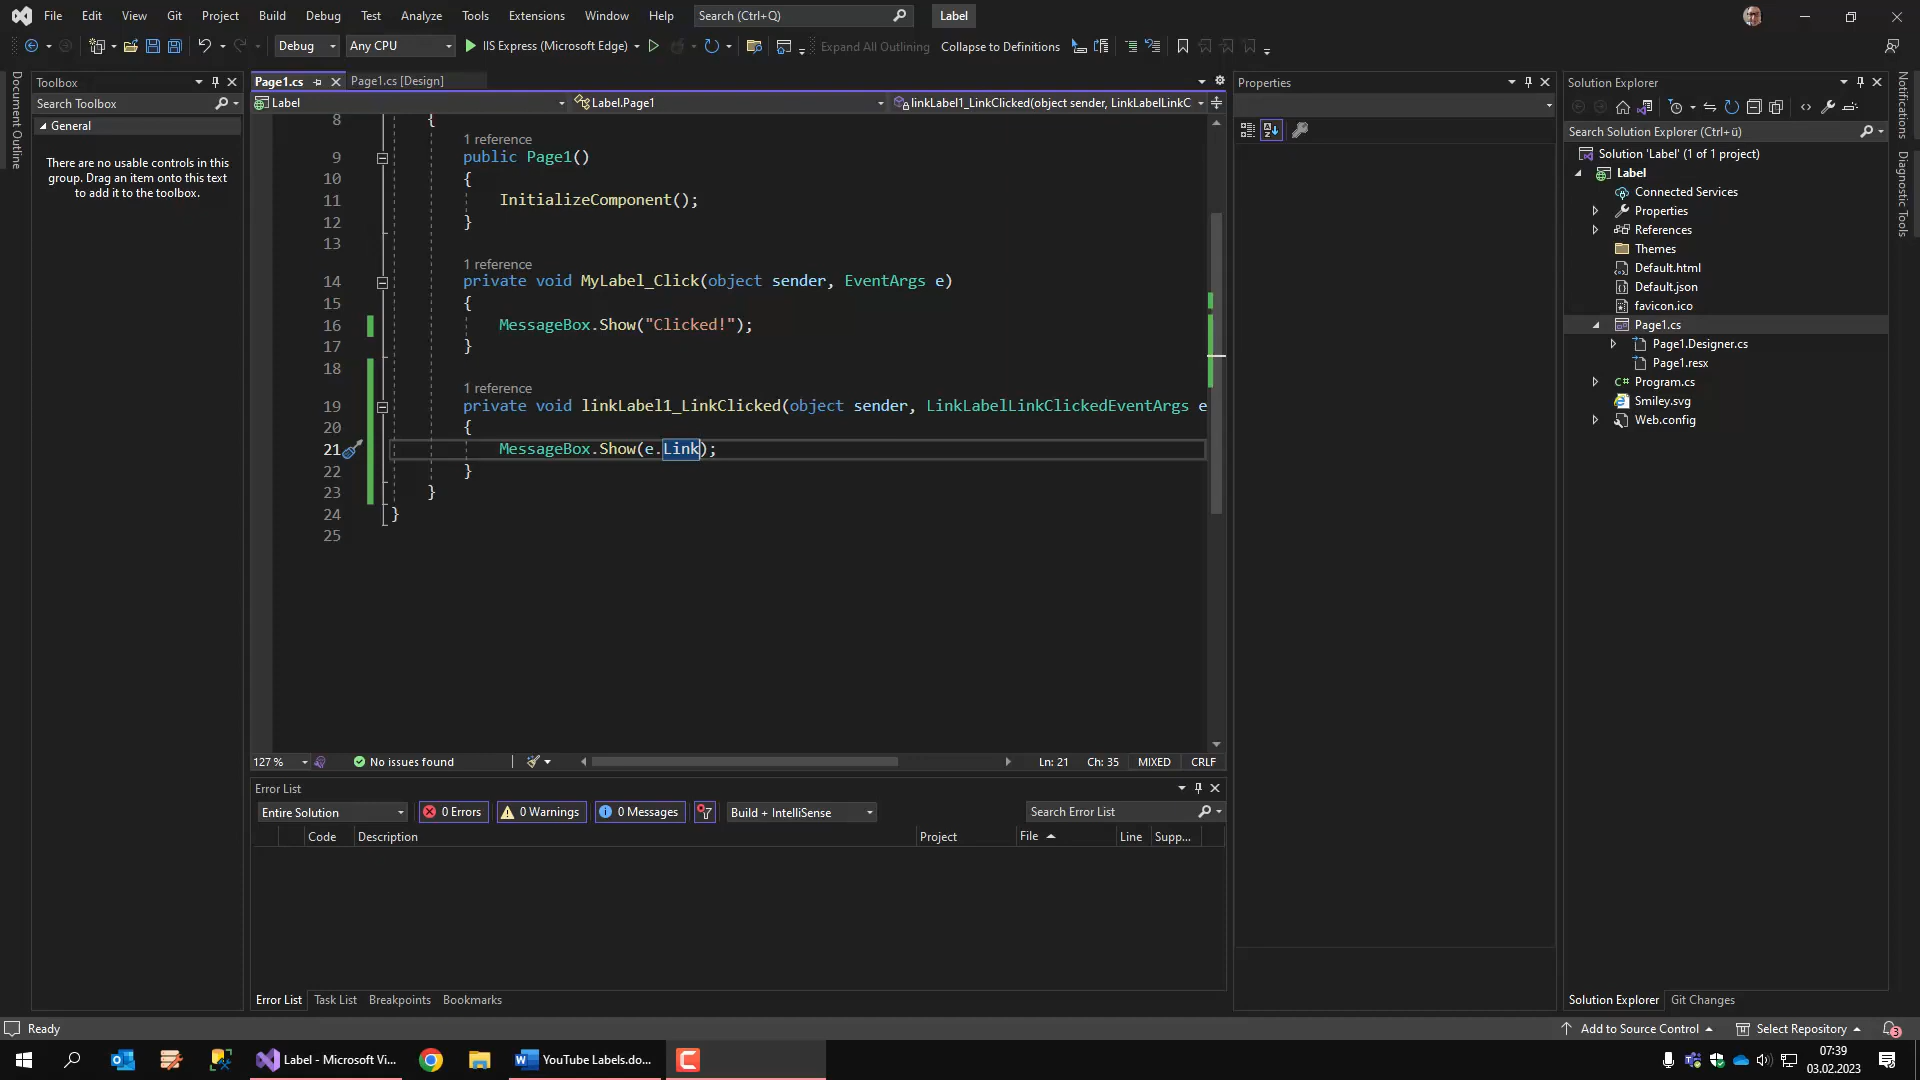 File Edit View Git Project Build Debug Test Analyze Tools Extensions Window Help Search (Ctrl+Q) Label
Debug Any CPU IIS Express (Microsoft Edge) Expand All Outlining Collapse to Definitions
Document Outline
Toolbox
Search Toolbox
General
There are no usable controls in this
group. Drag an item onto this text
to add it to the toolbox.
Page1.cs Page1.cs [Design]
Label Label.Page1 linkLabel1_LinkClicked(object sender, LinkLabelLinkC
8 {
1 reference
9 public Page1()
10 {
11 InitializeComponent();
12 }
13
1 reference
14 private void MyLabel_Click(object sender, EventArgs e)
15 {
16 MessageBox.Show("Clicked!");
17 }
18
1 reference
19 private void linkLabel1_LinkClicked(object sender, LinkLabelLinkClickedEventArgs e
20 {
21 MessageBox.Show(e.Link);
22 }
23 }
24 }
25
127 % No issues found Ln: 21 Ch: 35 MIXED CRLF
Error List
Entire Solution 0 Errors 0 Warnings 0 Messages Build + IntelliSense Search Error List
Code Description Project File Line Supp...
Error List Task List Breakpoints Bookmarks
Properties
Solution Explorer
Search Solution Explorer (Ctrl+ü)
Solution 'Label' (1 of 1 project)
Label
Connected Services
Properties
References
Themes
Default.html
Default.json
favicon.ico
Page1.cs
Page1.Designer.cs
Page1.resx
C# Program.cs
Smiley.svg
Web.config
Solution Explorer Git Changes
Notifications
Diagnostic Tools
Ready Add to Source Control Select Repository 3
Label - Microsoft Vi... YouTube Labels.do... 07:39
03.02.2023